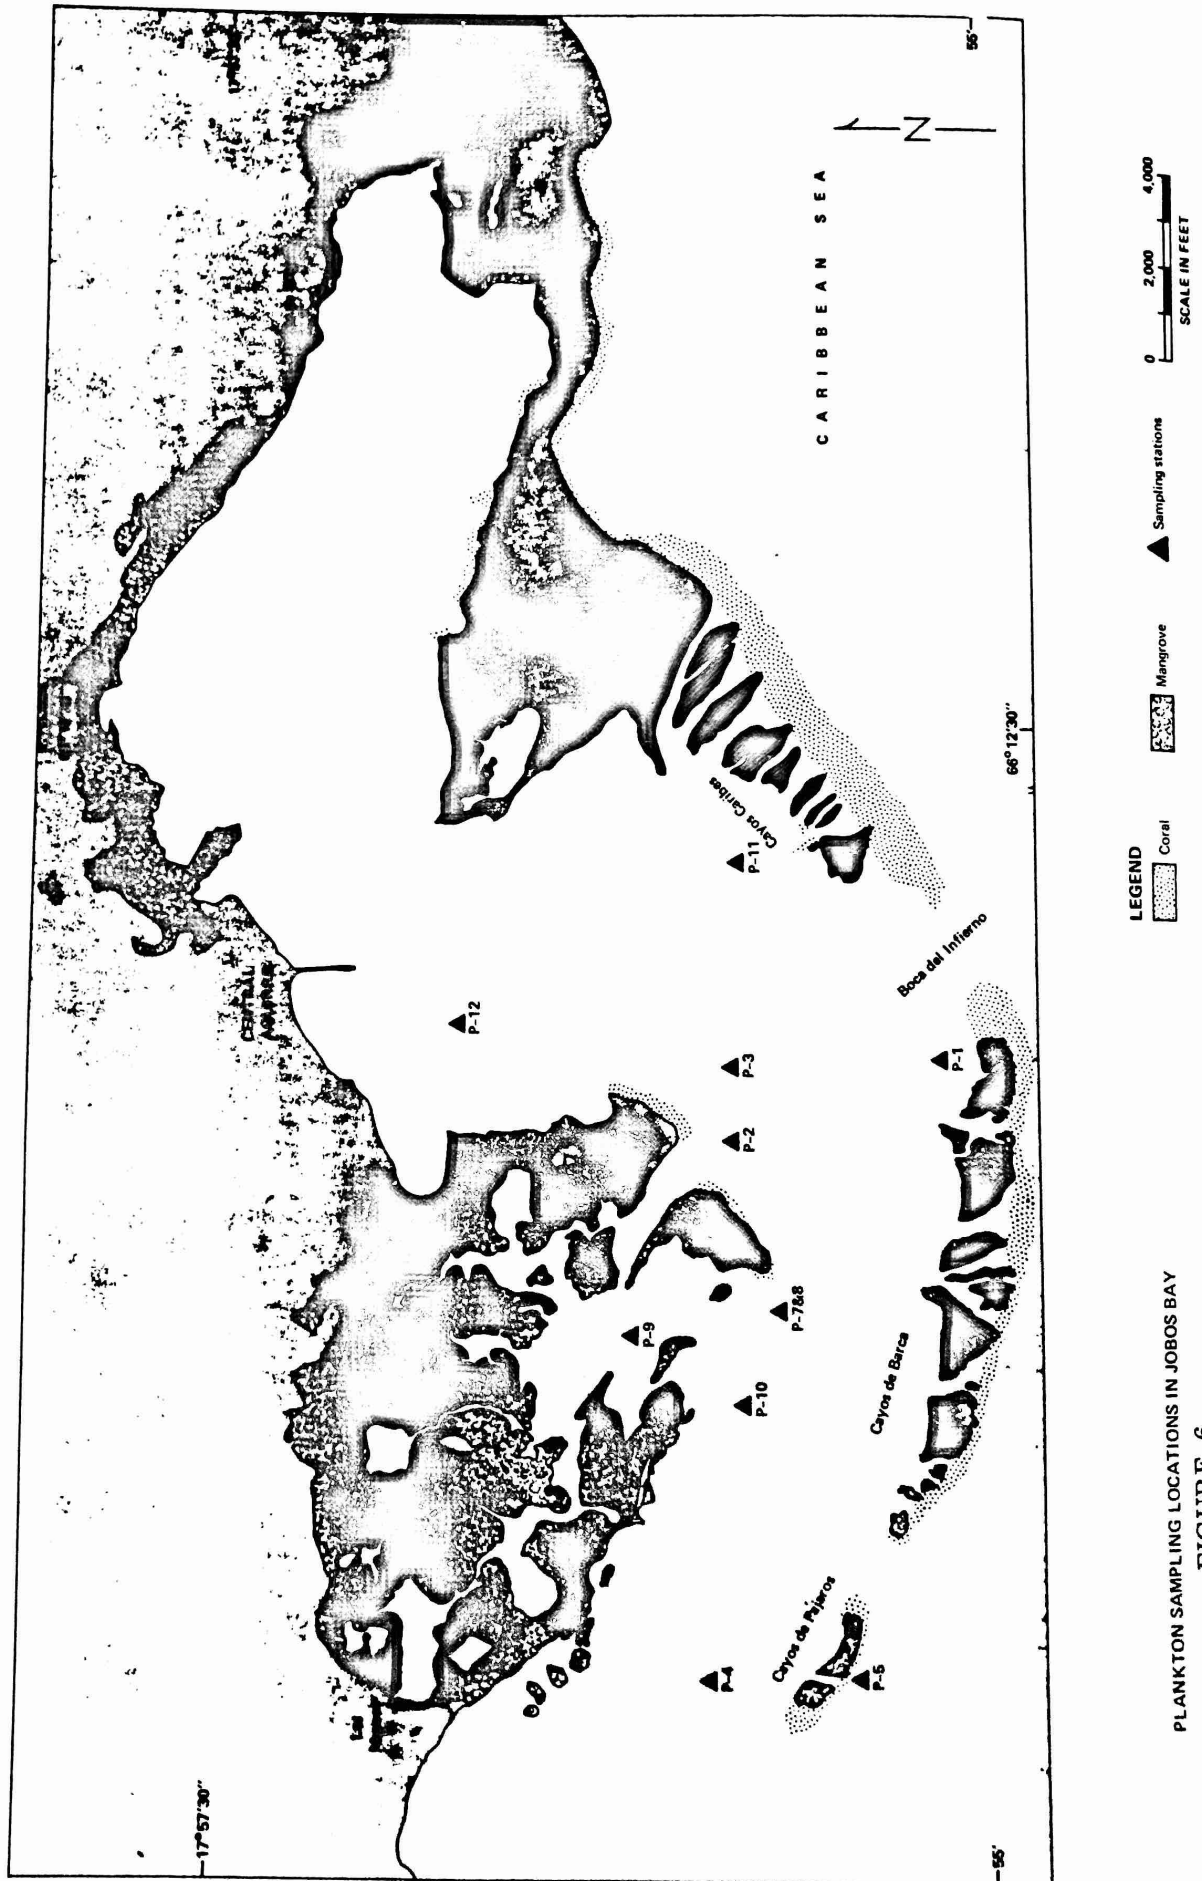 17°57'30"
CENTRAL
AGUIRRE
55'
N
CARIBBEAN SEA
P-12
P-3
P-2
P-11
Cayos Caribes
P-9
P-7&8
P-10
P-1
Boca del Infierno
Cayos de Barca
P-4
Cayos de Pajaros
P-5
55'
66°12'30"
LEGEND
Coral
Mangrove
Sampling stations
0 2,000 4,000
SCALE IN FEET
PLANKTON SAMPLING LOCATIONS IN JOBOS BAY
FIGURE 6